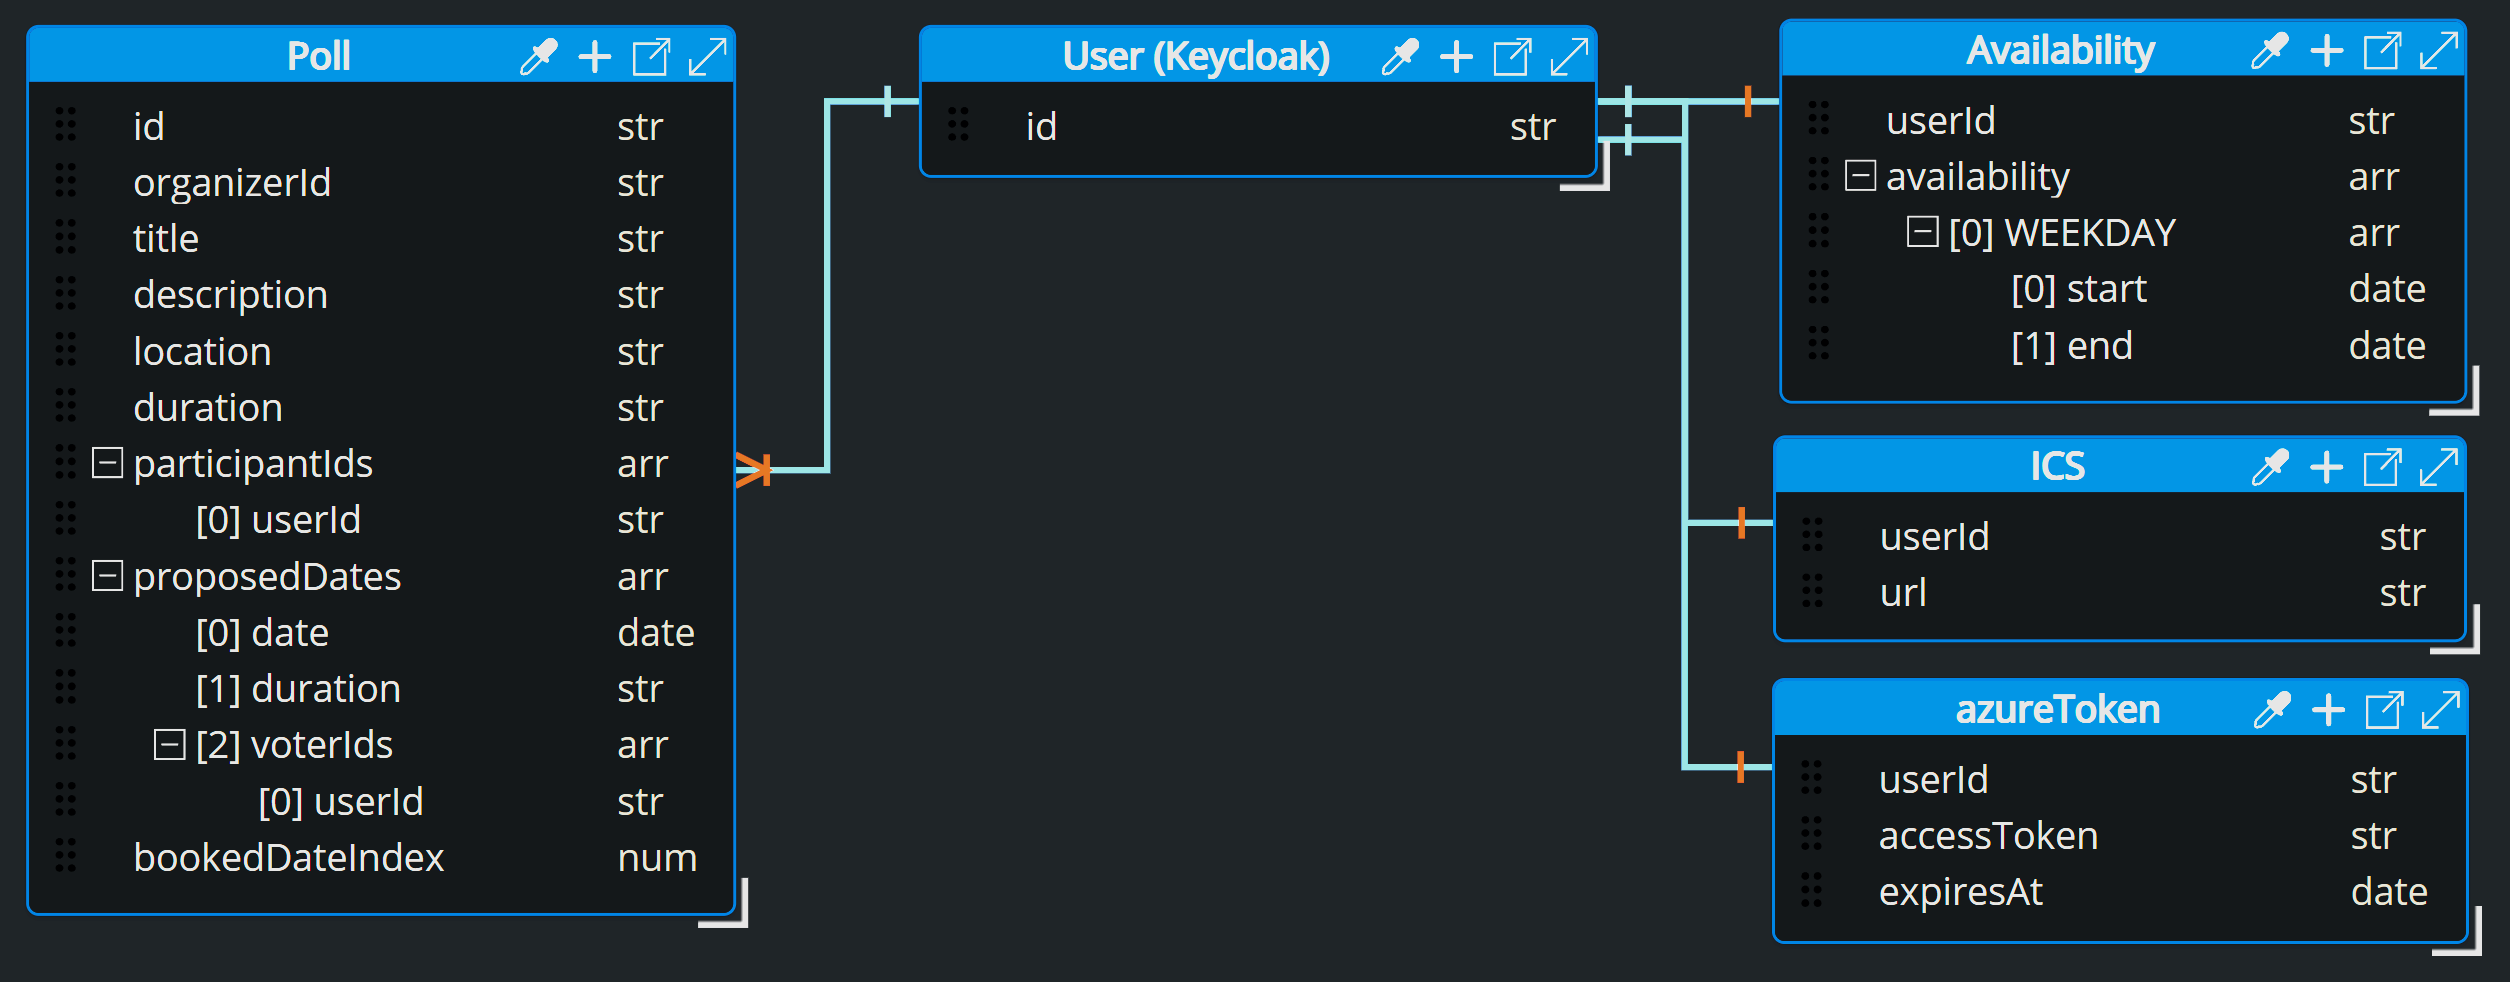 Poll
id str
organizerId str
title str
description str
location str
duration str
participantIds arr
[0] userId str
proposedDates arr
[0] date date
[1] duration str
[2] voterIds arr
[0] userId str
bookedDateIndex num
User (Keycloak)
id str
Availability
userId str
availability arr
[0] WEEKDAY arr
[0] start date
[1] end date
ICS
userId str
url str
azureToken
userId str
accessToken str
expiresAt date